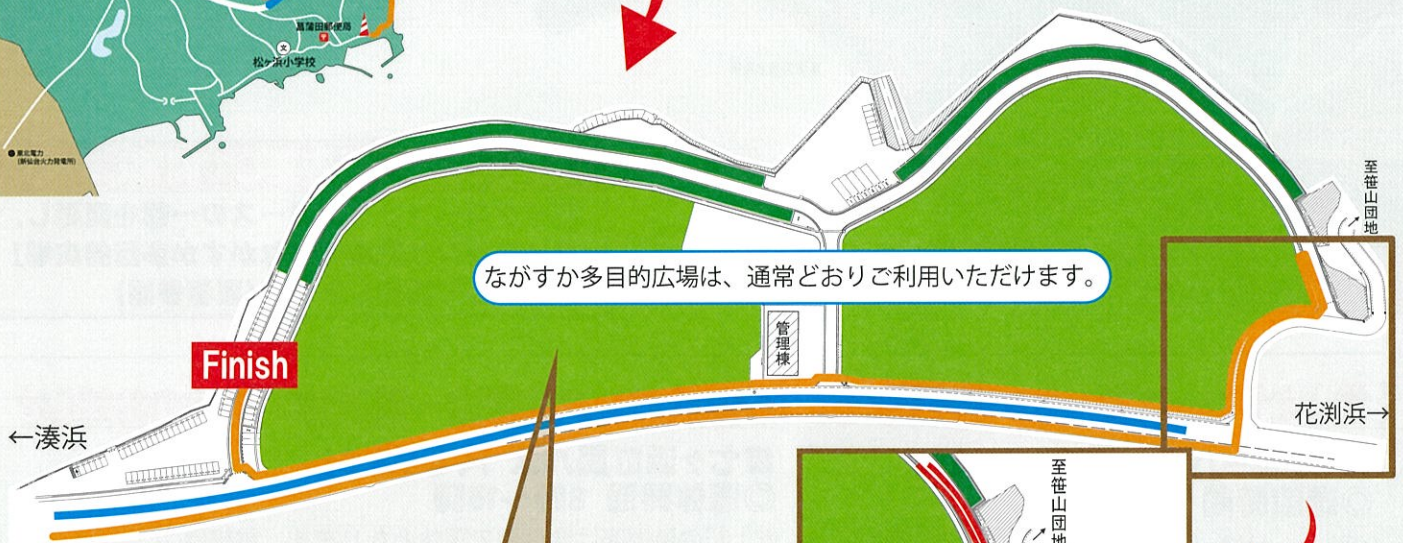 菖蒲田郵便局
文
松ヶ浜小学校
東北電力
(新仙台火力発電所)
至笹山団地
ながすか多目的広場は、通常どおりご利用いただけます。
管理棟
Finish
←湊浜
花渕浜→
至笹山団地